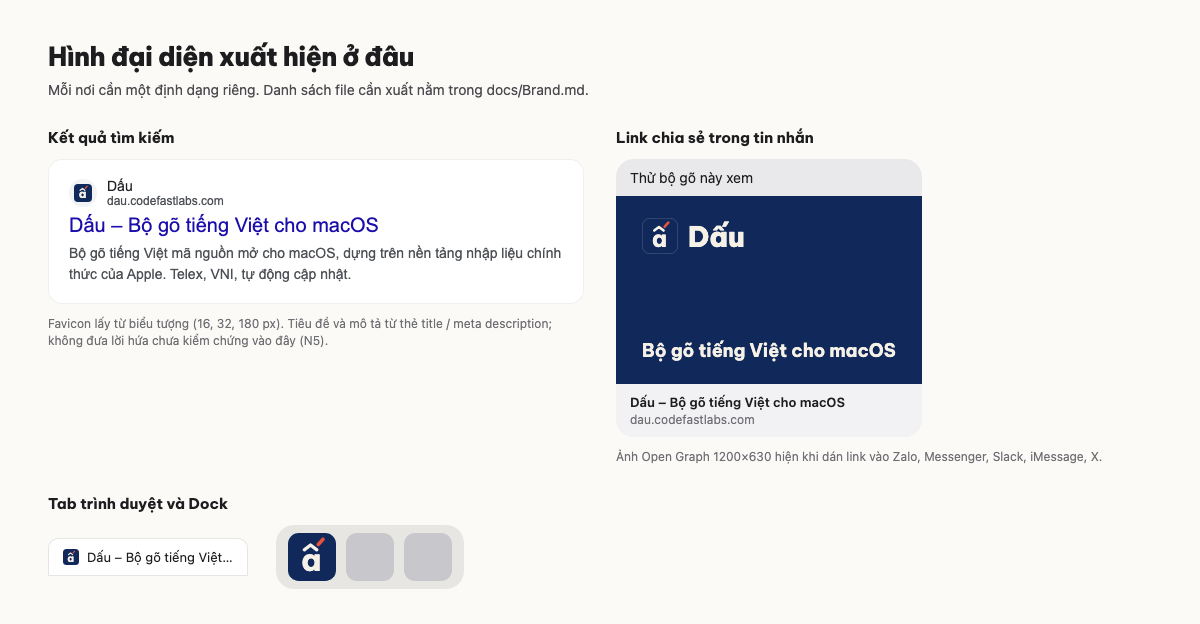 Hình đại diện xuất hiện ở đâu
Mỗi nơi cần một định dạng riêng. Danh sách file cần xuất nằm trong docs/Brand.md.
Kết quả tìm kiếm
ấ
Dấu
dau.codefastlabs.com
Dấu – Bộ gõ tiếng Việt cho macOS
Bộ gõ tiếng Việt mã nguồn mở cho macOS, dựng trên nền tảng nhập liệu chính
thức của Apple. Telex, VNI, tự động cập nhật.
Favicon lấy từ biểu tượng (16, 32, 180 px). Tiêu đề và mô tả từ thẻ title / meta description;
không đưa lời hứa chưa kiểm chứng vào đây (N5).
Link chia sẻ trong tin nhắn
Thử bộ gõ này xem
ấ Dấu
Bộ gõ tiếng Việt cho macOS
Dấu – Bộ gõ tiếng Việt cho macOS
dau.codefastlabs.com
Ảnh Open Graph 1200×630 hiện khi dán link vào Zalo, Messenger, Slack, iMessage, X.
Tab trình duyệt và Dock
ấ Dấu – Bộ gõ tiếng Việt...
ấ